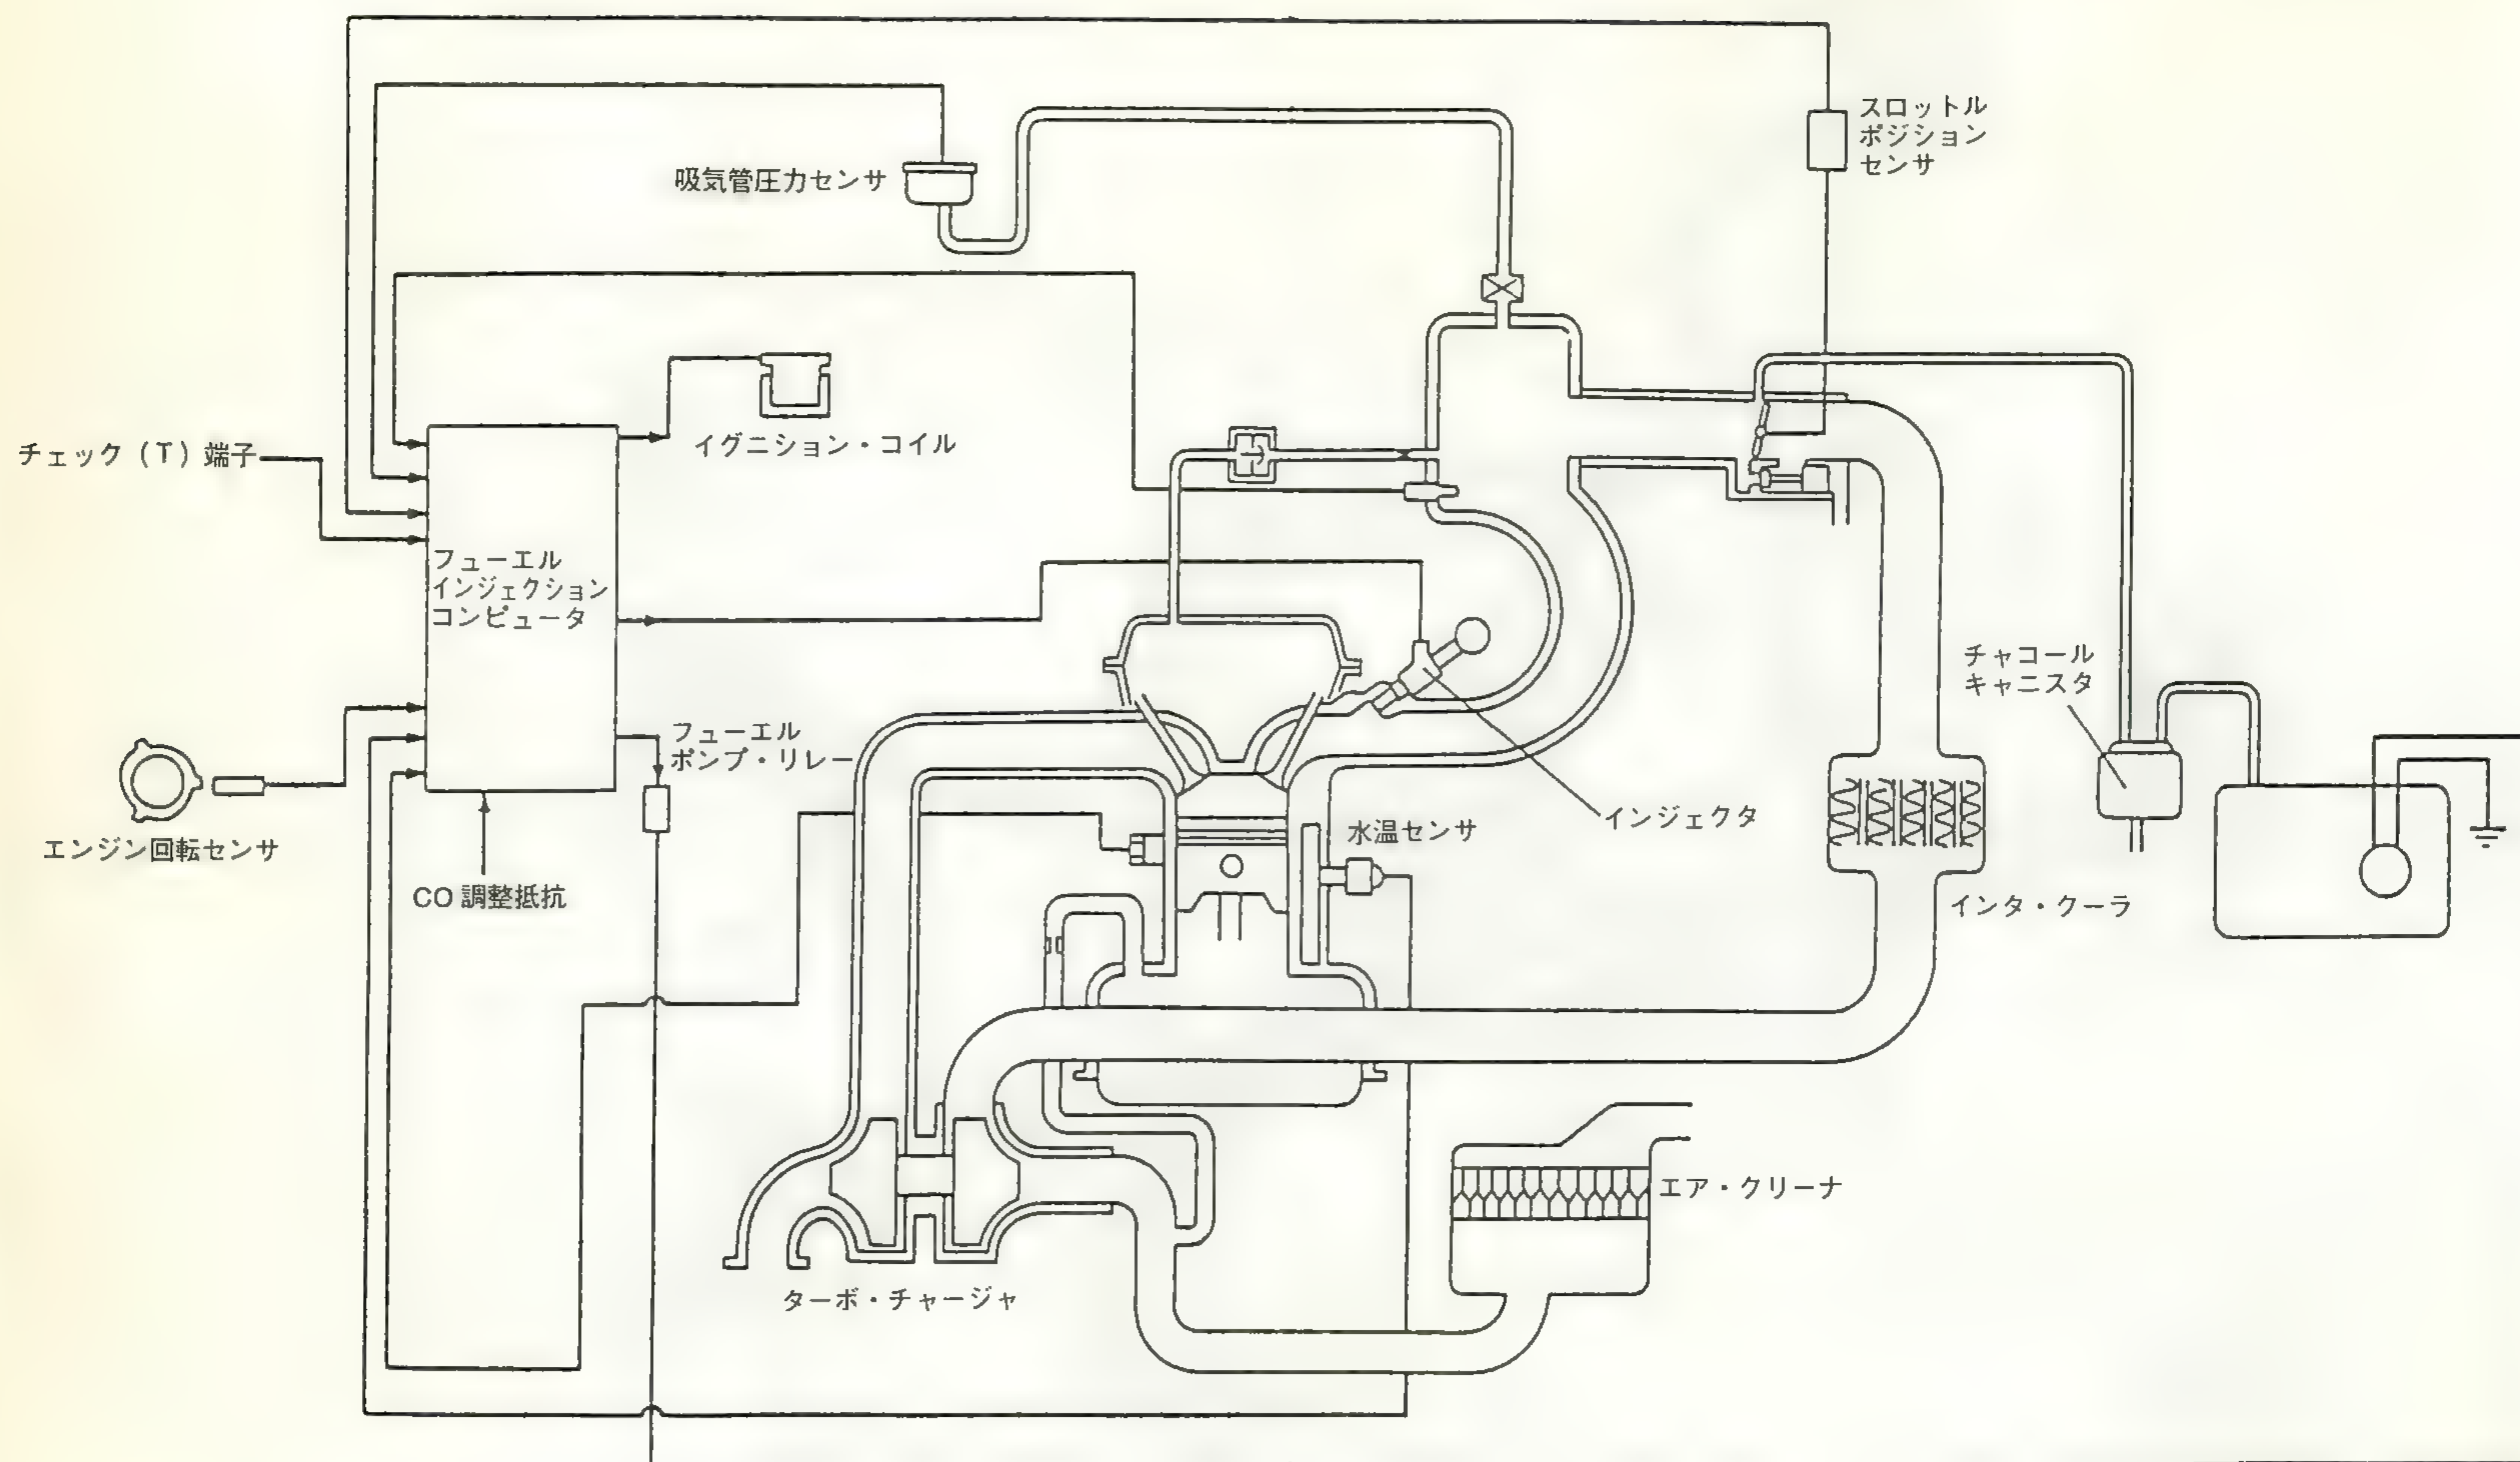 スロットル
ポジション
センサ
吸気管圧力センサ
イグニション・コイル
チェック（T）端子
フューエル
インジェクション
コンピュータ
チャコール
キャニスタ
フューエル
ポンプ・リレー
インジェクタ
水温センサ
エンジン回転センサ
CO 調整抵抗
インタ・クーラ
エア・クリーナ
ターボ・チャージャ